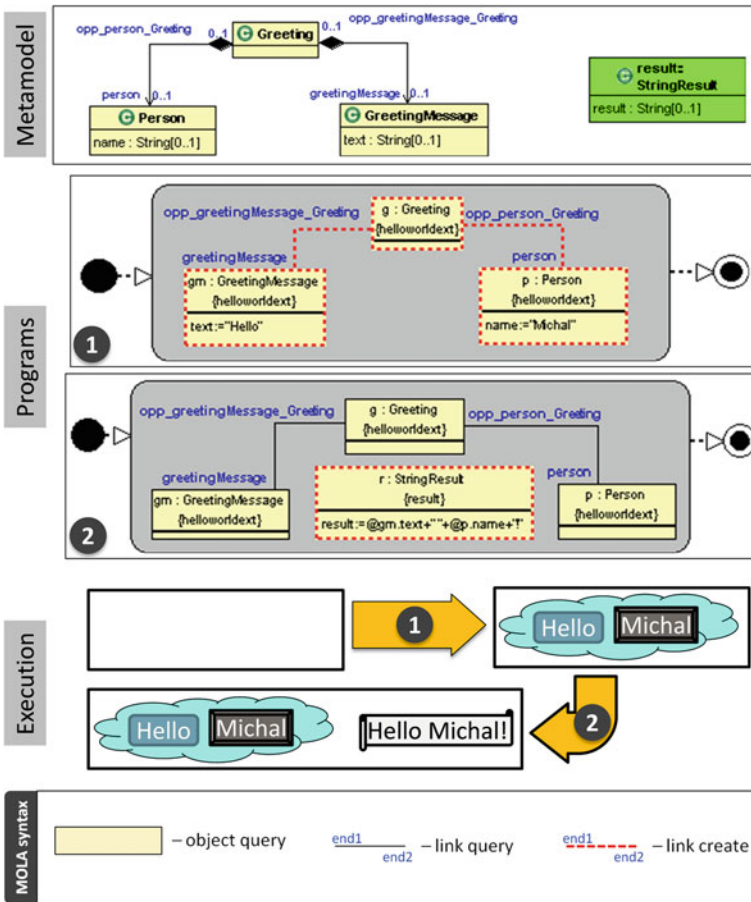 Metamodel
opp_person_Greeting
0..1
Greeting
0..1
opp_greetingMessage_Greeting
person
0..1
greetingMessage
0..1
Person
name : String[0..1]
GreetingMessage
text : String[0..1]
result::
StringResult
result : String[0..1]
Programs
opp_greetingMessage_Greeting
g : Greeting
{helloworldext}
opp_person_Greeting
greetingMessage
person
gm : GreetingMessage
{helloworldext}
text:="Hello"
p : Person
{helloworldext}
name:="Michal"
1
opp_greetingMessage_Greeting
g : Greeting
{helloworldext}
opp_person_Greeting
greetingMessage
person
gm : GreetingMessage
{helloworldext}
r : StringResult
{result}
result:=@gm.text+" "+@p.name+"!"
p : Person
{helloworldext}
2
Execution
1
Hello
Michal
2
Hello
Michal
Hello Michal!
MOLA syntax
– object query
end1
end2
– link query
end1
end2
– link create